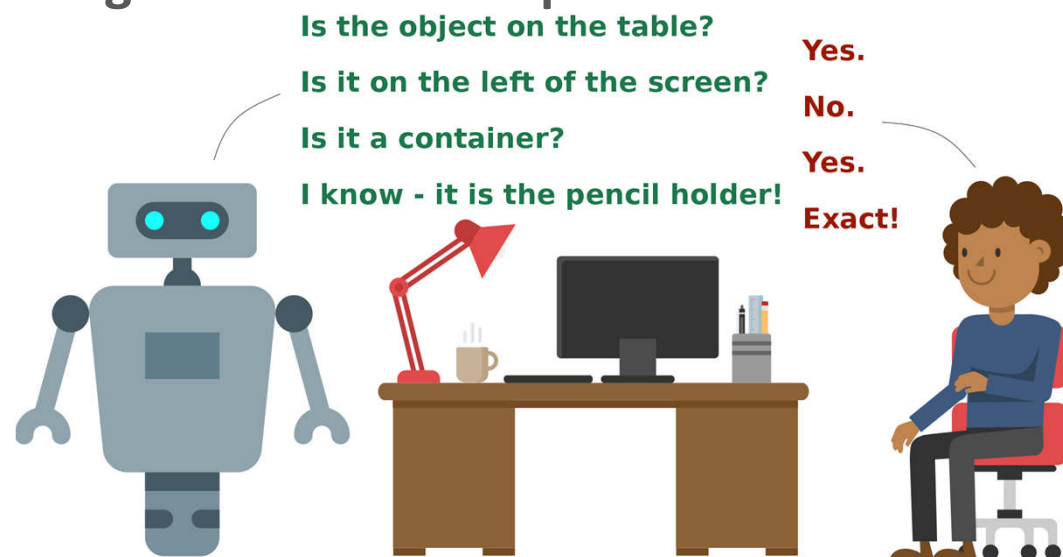 Is the object on the table?
Is it on the left of the screen?
Is it a container?
I know - it is the pencil holder!
Yes.
No.
Yes.
Exact!